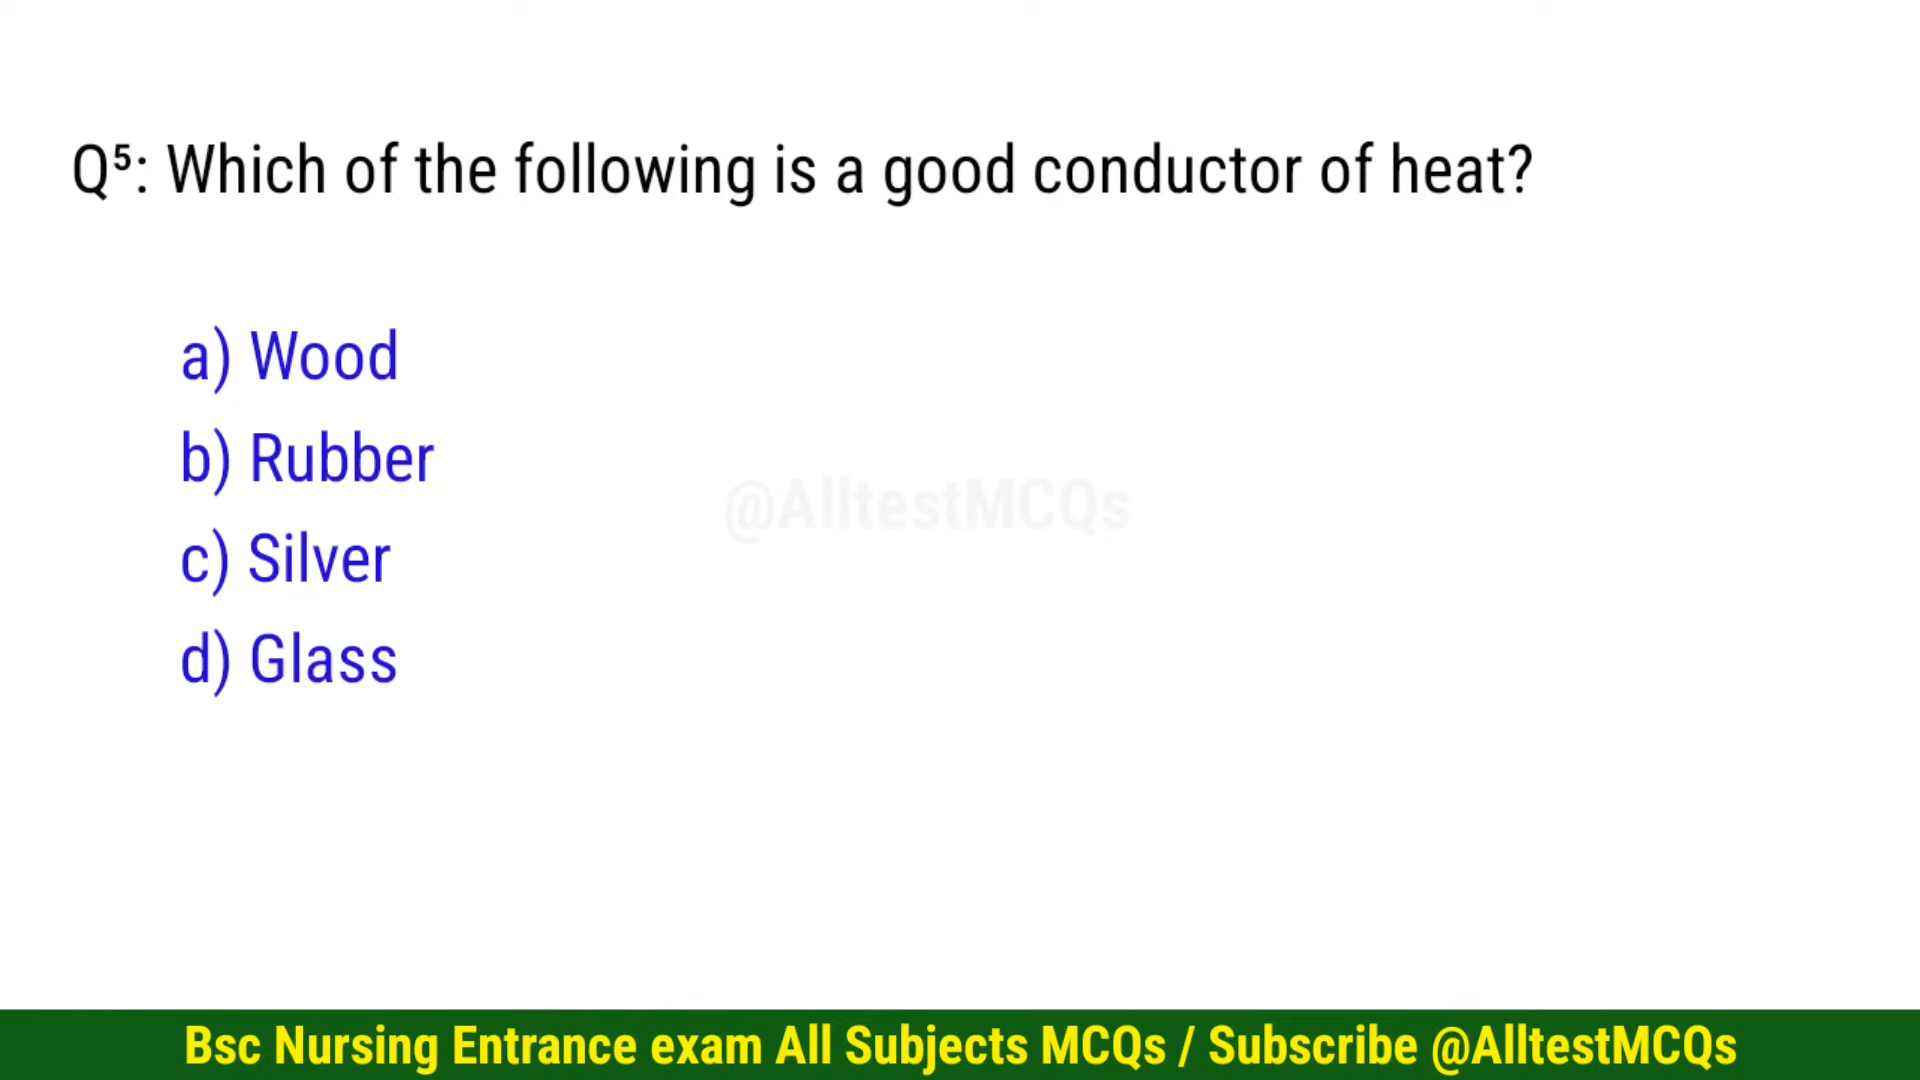 Q⁵: Which of the following is a good conductor of heat?
a) Wood
b) Rubber
@AlltestMCQs
c) Silver
d) Glass
Bsc Nursing Entrance exam All Subjects MCQs / Subscribe @AlltestMCQs